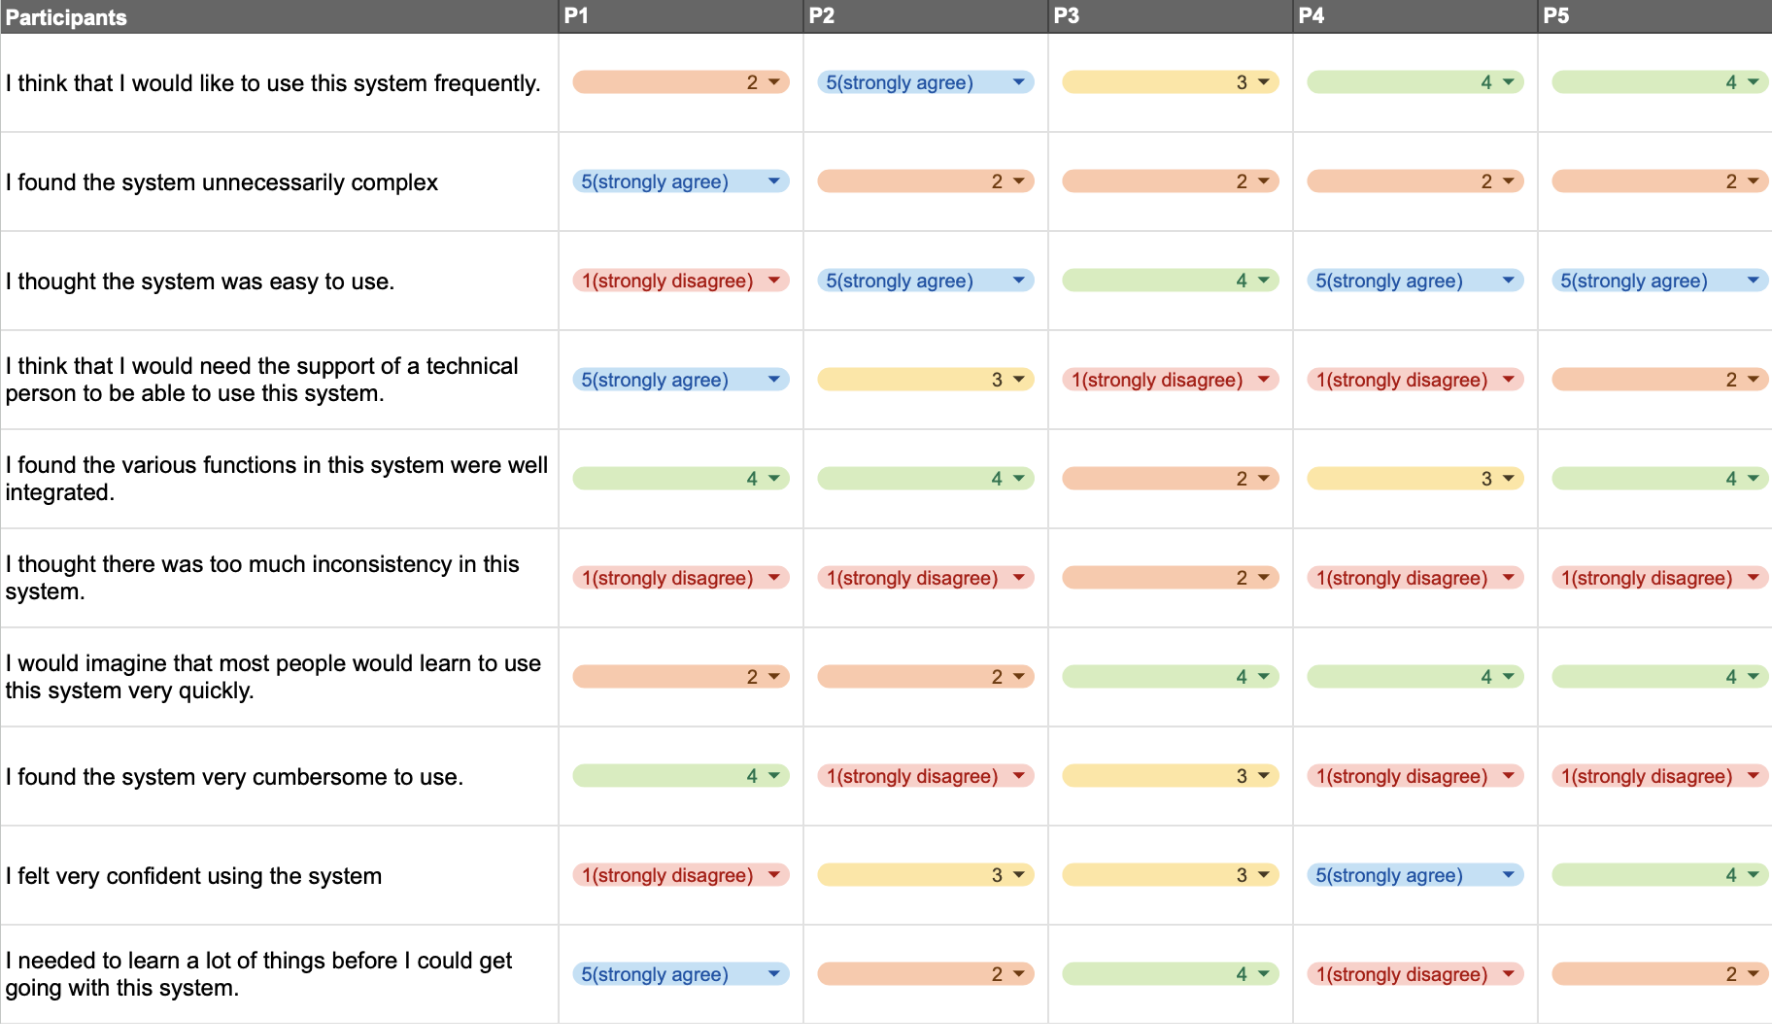 Participants P1 P2 P3 P4 P5
I think that I would like to use this system frequently. 2 5(strongly agree) 3 4 4
I found the system unnecessarily complex 5(strongly agree) 2 2 2 2
I thought the system was easy to use. 1(strongly disagree) 5(strongly agree) 4 5(strongly agree) 5(strongly agree)
I think that I would need the support of a technical
person to be able to use this system. 5(strongly agree) 3 1(strongly disagree) 1(strongly disagree) 2
I found the various functions in this system were well
integrated. 4 4 2 3 4
I thought there was too much inconsistency in this
system. 1(strongly disagree) 1(strongly disagree) 2 1(strongly disagree) 1(strongly disagree)
I would imagine that most people would learn to use
this system very quickly. 2 2 4 4 4
I found the system very cumbersome to use. 4 1(strongly disagree) 3 1(strongly disagree) 1(strongly disagree)
I felt very confident using the system 1(strongly disagree) 3 3 5(strongly agree) 4
I needed to learn a lot of things before I could get
going with this system. 5(strongly agree) 2 4 1(strongly disagree) 2